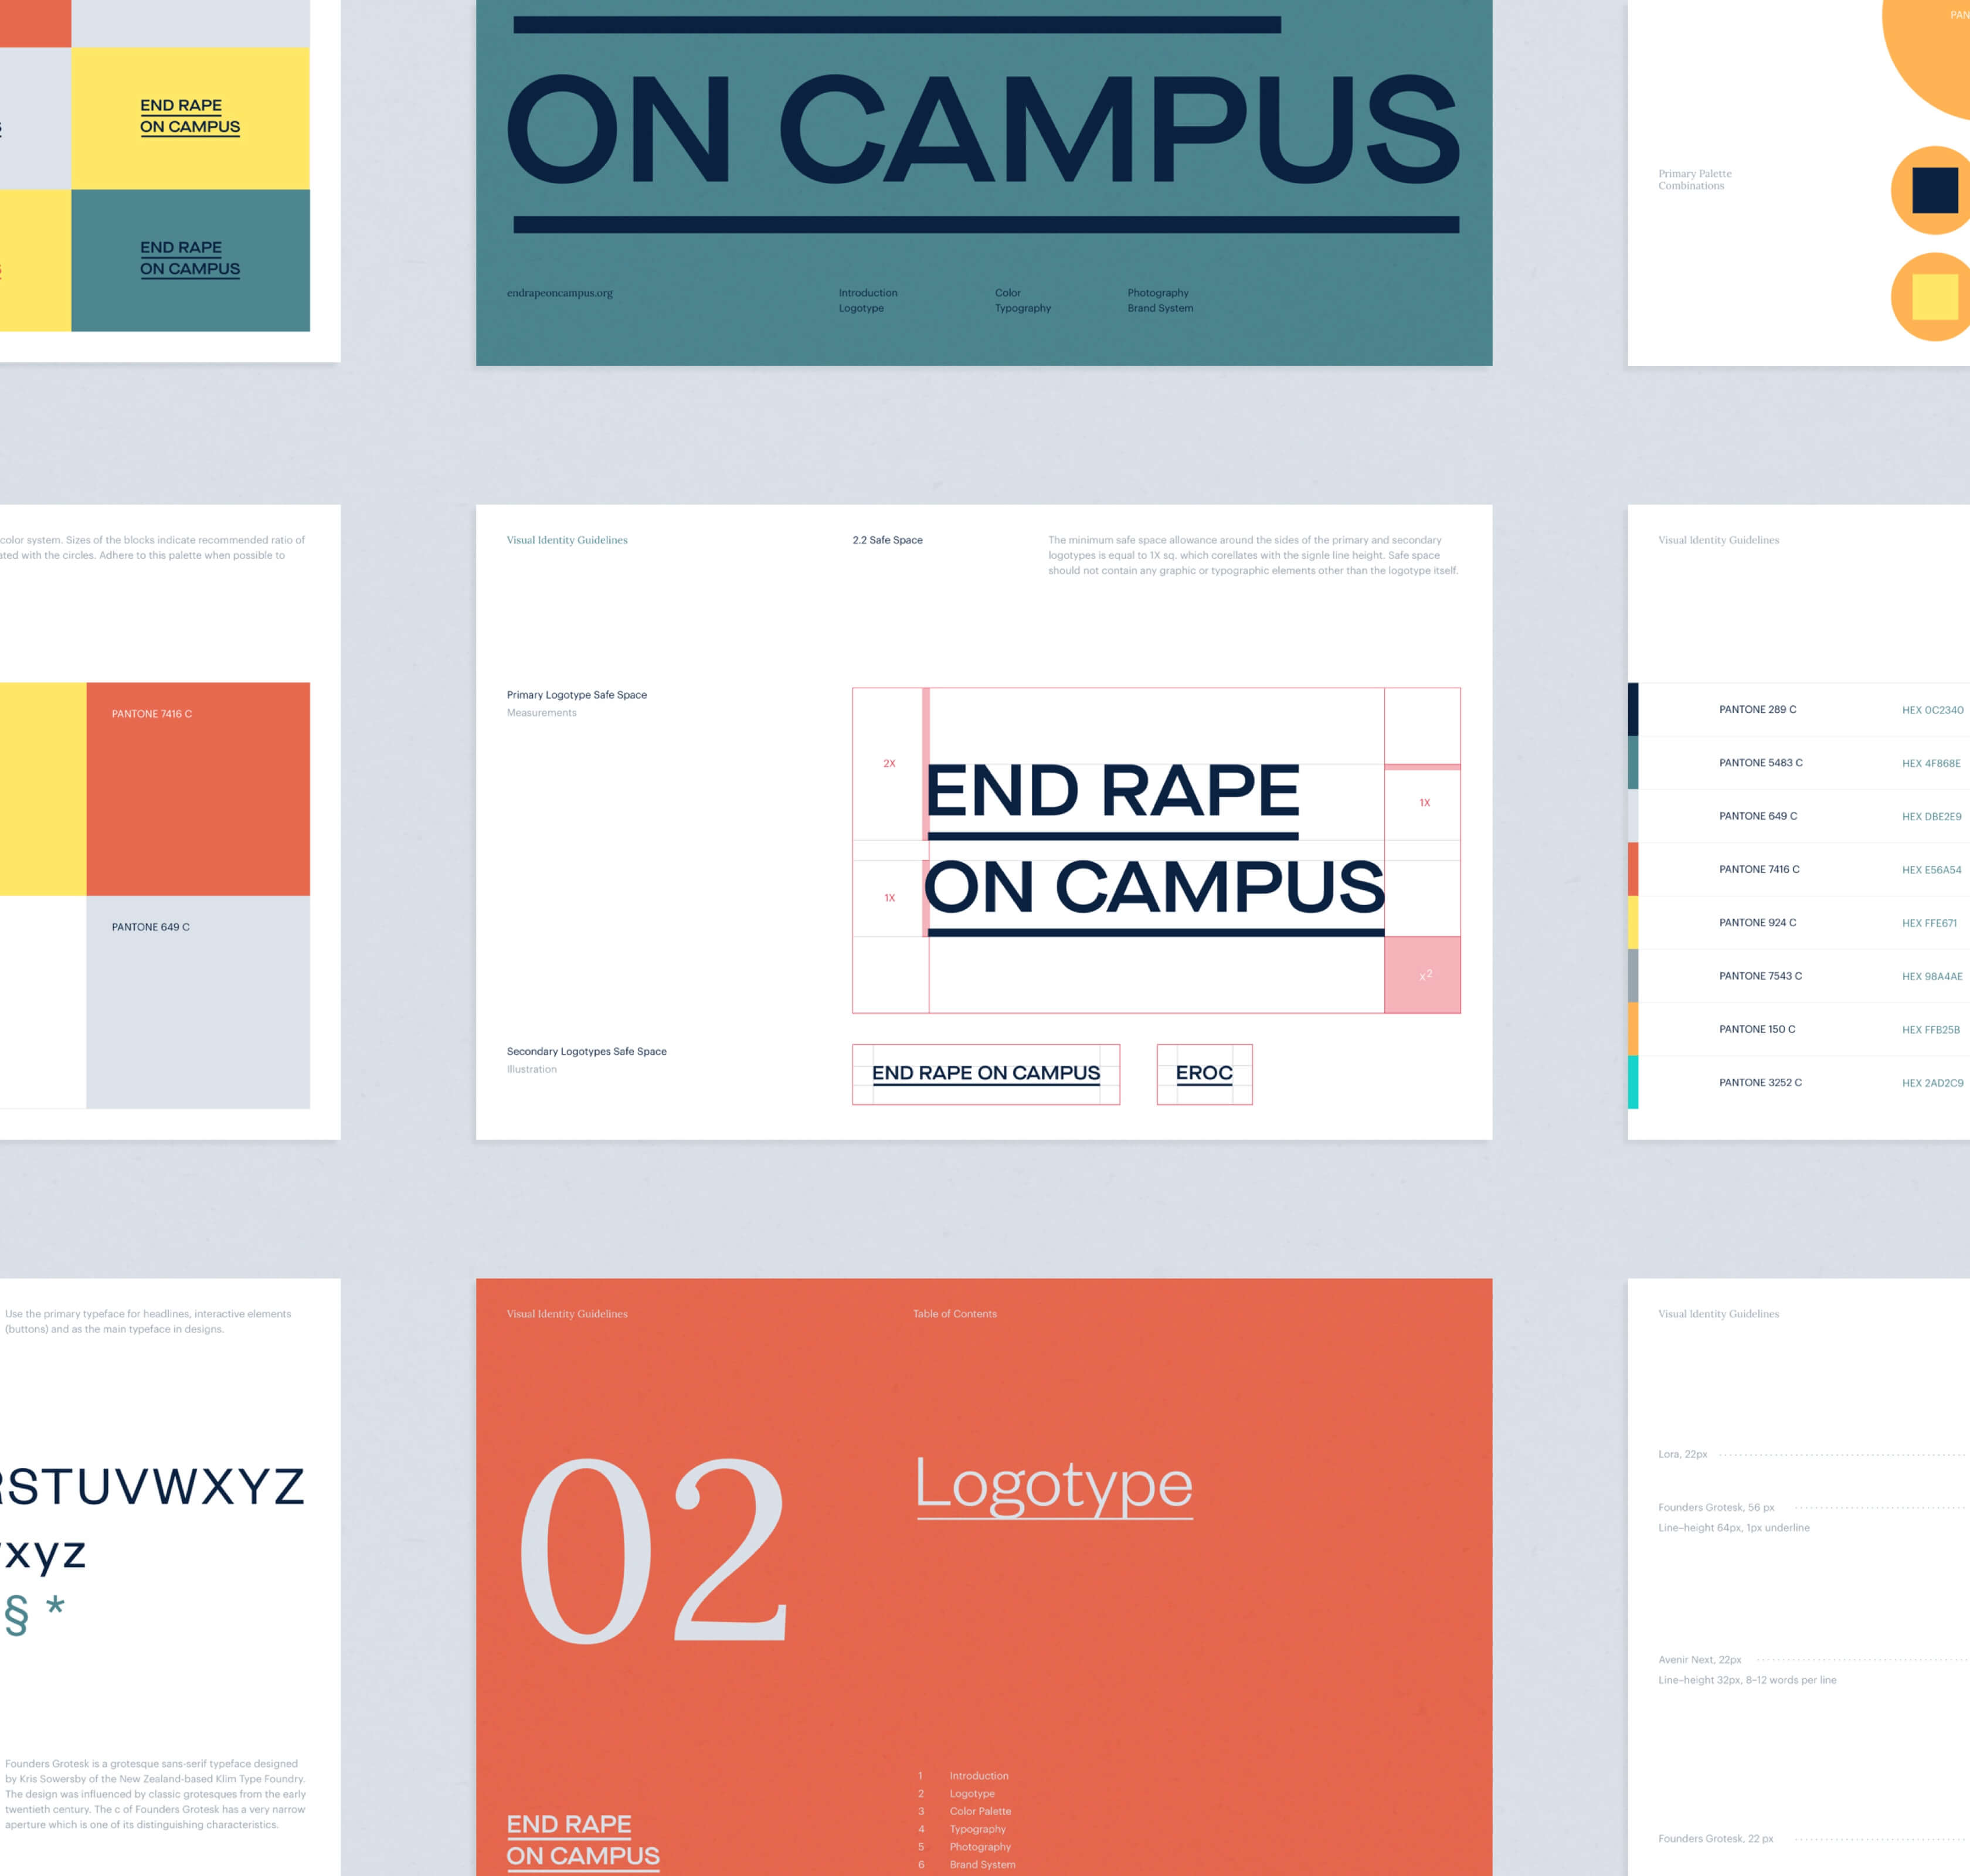 END RAPE
ON CAMPUS
END RAPE
ON CAMPUS
ON CAMPUS
endrapeoncampus.org
Introduction
Logotype
Color
Typography
Photography
Brand System
Primary Palette
Combinations
color system. Sizes of the blocks indicate recommended ratio of
with the circles. Adhere to this palette when possible to
PANTONE 7416 C
PANTONE 649 C
Visual Identity Guidelines
2.2 Safe Space
The minimum safe space allowance around the sides of the primary and secondary
logotypes is equal to 1X sq. which corellates with the signle line height. Safe space
should not contain any graphic or typographic elements other than the logotype itself.
Primary Logotype Safe Space
Measurements
2X
1X
1X
x²
END RAPE
ON CAMPUS
Secondary Logotypes Safe Space
Illustration
END RAPE ON CAMPUS
EROC
Visual Identity Guidelines
PANTONE 289 C HEX 0C2340
PANTONE 5483 C HEX 4F868E
PANTONE 649 C HEX DBE2E9
PANTONE 7416 C HEX E56A54
PANTONE 924 C HEX FFE671
PANTONE 7543 C HEX 98A4AE
PANTONE 150 C HEX FFB25B
PANTONE 3252 C HEX 2AD2C9
Use the primary typeface for headlines, interactive elements
(buttons) and as the main typeface in designs.
STUVWXYZ
xyz
§ *
Founders Grotesk is a grotesque sans-serif typeface designed
by Kris Sowersby of the New Zealand-based Klim Type Foundry.
The design was influenced by classic grotesques from the early
twentieth century. The c of Founders Grotesk has a very narrow
aperture which is one of its distinguishing characteristics.
Visual Identity Guidelines
Table of Contents
02
Logotype
1 Introduction
2 Logotype
3 Color Palette
4 Typography
5 Photography
6 Brand System
END RAPE
ON CAMPUS
Visual Identity Guidelines
Lora, 22px
Founders Grotesk, 56 px
Line–height 64px, 1px underline
Avenir Next, 22px
Line–height 32px, 8–12 words per line
Founders Grotesk, 22 px